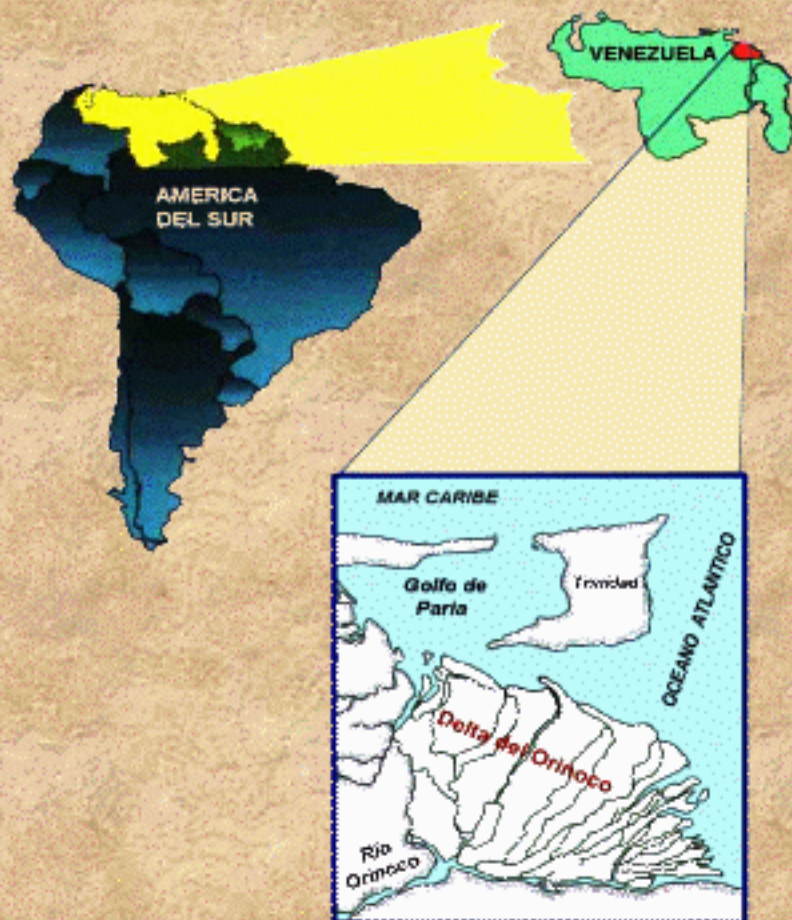 VENEZUELA
AMERICA
DEL SUR
MAR CARIBE
Golfo de
Paria
Trinidad
OCEANO ATLANTICO
Delta del Orinoco
Rio
Orinoco